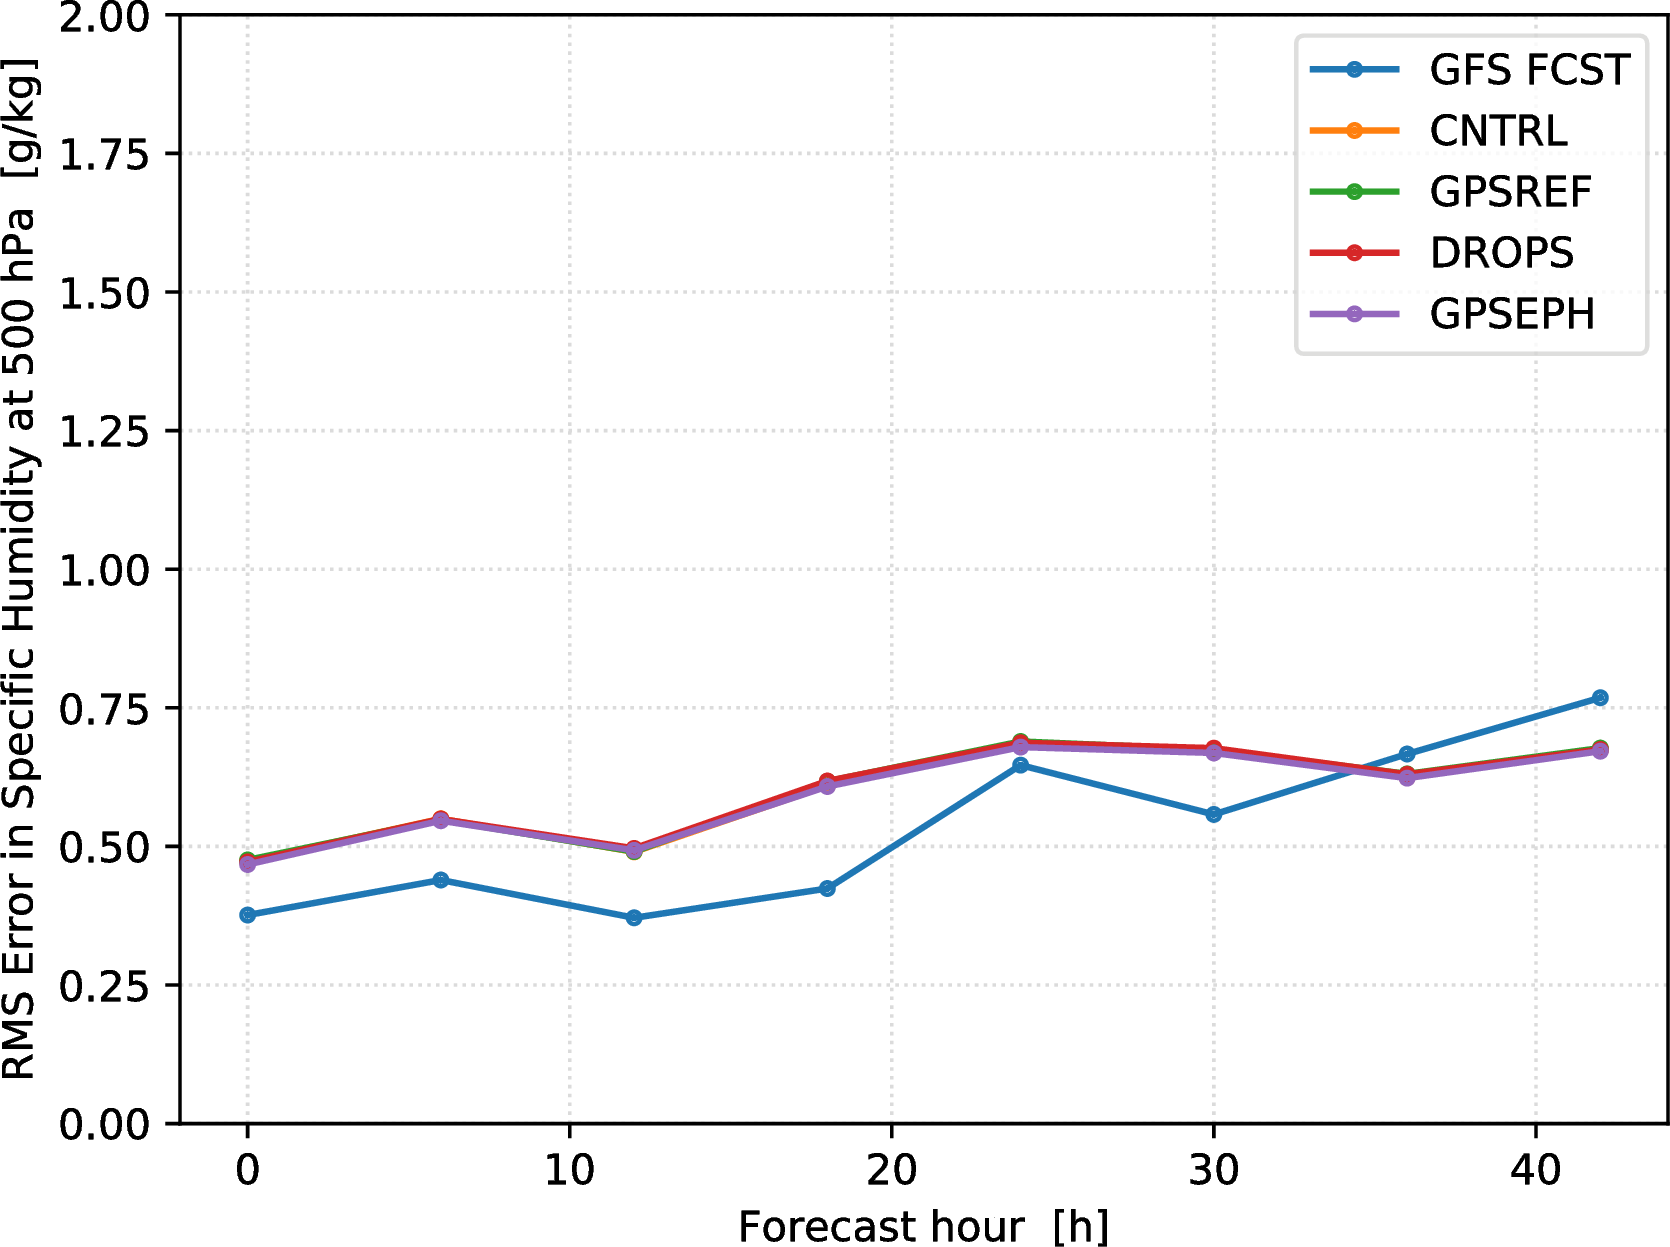 RMS Error in Specific Humidity at 500 hPa [g/kg]
2.00
1.75
1.50
1.25
1.00
0.75
0.50
0.25
0.00
GFS FCST
CNTRL
GPSREF
DROPS
GPSEPH
0 10 20 30 40
Forecast hour [h]